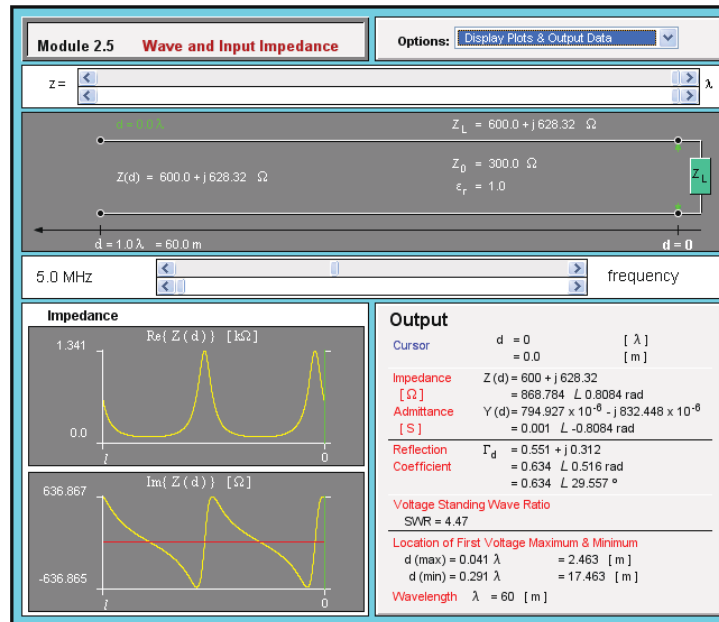 Module 2.5 Wave and Input Impedance
Options: Display Plots & Output Data
z = λ
d = 0.0 λ
Z L = 600.0 + j 628.32 Ω
Z(d) = 600.0 + j 628.32 Ω
Z 0 = 300.0 Ω
ε r = 1.0
Z L
d = 1.0 λ = 60.0 m
d = 0
5.0 MHz
frequency
Impedance
Re{ Z ( d ) } [ kΩ ]
1.341
0.0
l
0
Im{ Z ( d ) } [ Ω ]
636.867
-636.865
l
0
Output
Cursor d = 0 [ λ ]
= 0.0 [ m ]
Impedance Z (d) = 600 + j 628.32
[ Ω ] = 868.784 L 0.8084 rad
Admittance Y (d) = 794.927 x 10^-6 - j 832.448 x 10^-6
[ S ] = 0.001 L -0.8084 rad
Reflection Γ d = 0.551 + j 0.312
Coefficient = 0.634 L 0.516 rad
= 0.634 L 29.557 º
Voltage Standing Wave Ratio
SWR = 4.47
Location of First Voltage Maximum & Minimum
d (max) = 0.041 λ = 2.463 [ m ]
d (min) = 0.291 λ = 17.463 [ m ]
Wavelength λ = 60 [ m ]